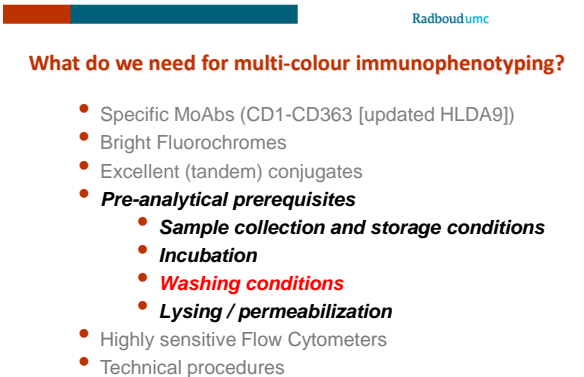 Radboudumc
What do we need for multi-colour immunophenotyping?
• Specific MoAbs (CD1-CD363 [updated HLDA9])
• Bright Fluorochromes
• Excellent (tandem) conjugates
• Pre-analytical prerequisites
• Sample collection and storage conditions
• Incubation
• Washing conditions
• Lysing / permeabilization
• Highly sensitive Flow Cytometers
• Technical procedures